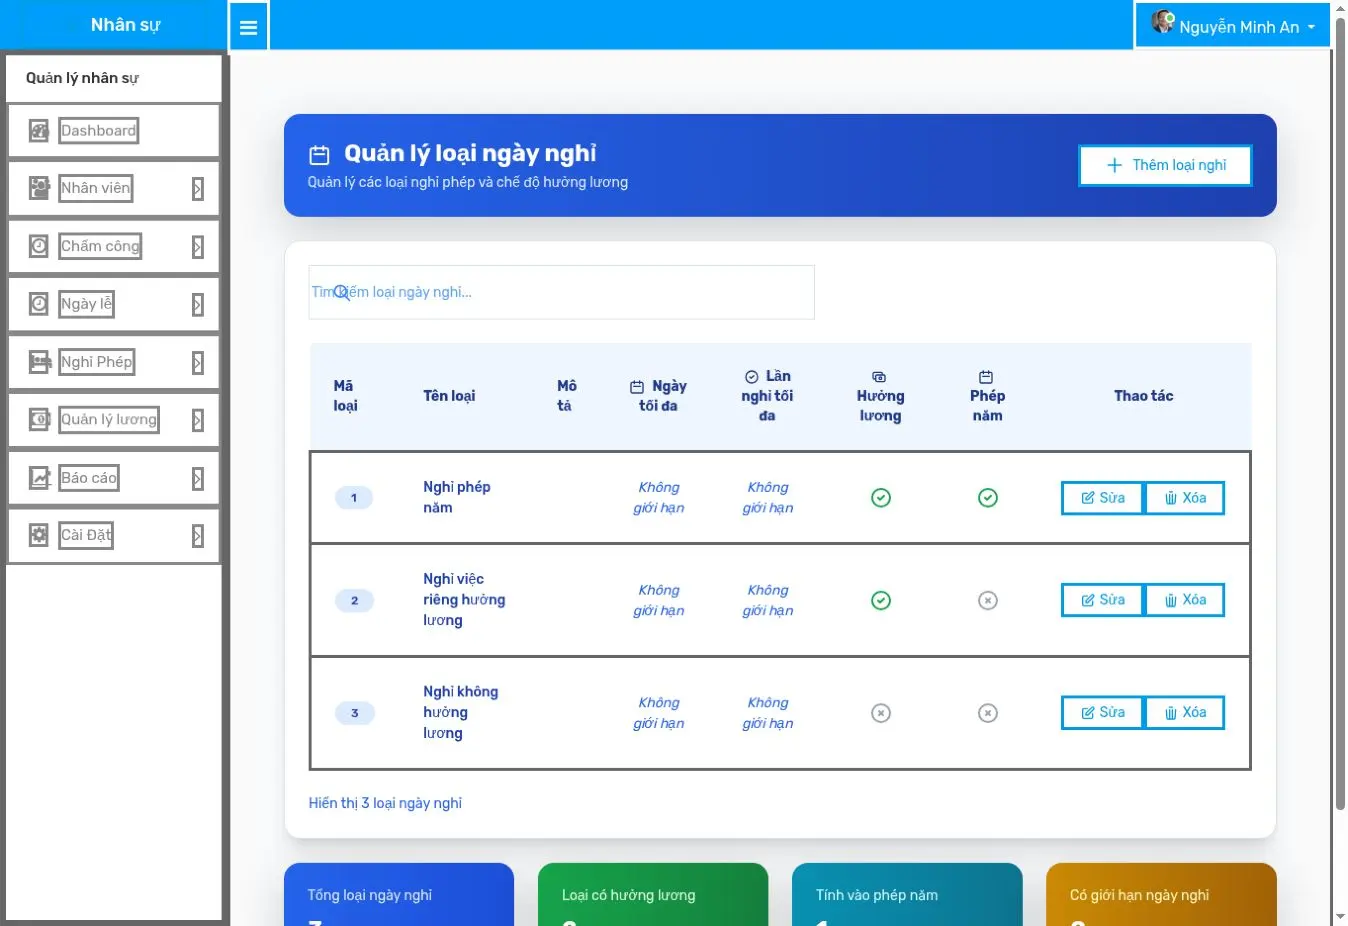 Nhân sự
Nguyễn Minh An
Quản lý nhân sự
Dashboard
Nhân viên
Chấm công
Ngày lễ
Nghỉ Phép
Quản lý lương
Báo cáo
Cài Đặt
Quản lý loại ngày nghỉ
Quản lý các loại nghỉ phép và chế độ hưởng lương
Thêm loại nghỉ
Tìm kiếm loại ngày nghỉ...
Mã loại
Tên loại
Mô tả
Ngày tối đa
Lần nghỉ tối đa
Hưởng lương
Phép năm
Thao tác
1
Nghỉ phép năm
Không giới hạn
Không giới hạn
Sửa
Xóa
2
Nghỉ việc riêng hưởng lương
Không giới hạn
Không giới hạn
Sửa
Xóa
3
Nghỉ không hưởng lương
Không giới hạn
Không giới hạn
Sửa
Xóa
Hiển thị 3 loại ngày nghỉ
Tổng loại ngày nghỉ
Loại có hưởng lương
Tính vào phép năm
Có giới hạn ngày nghỉ